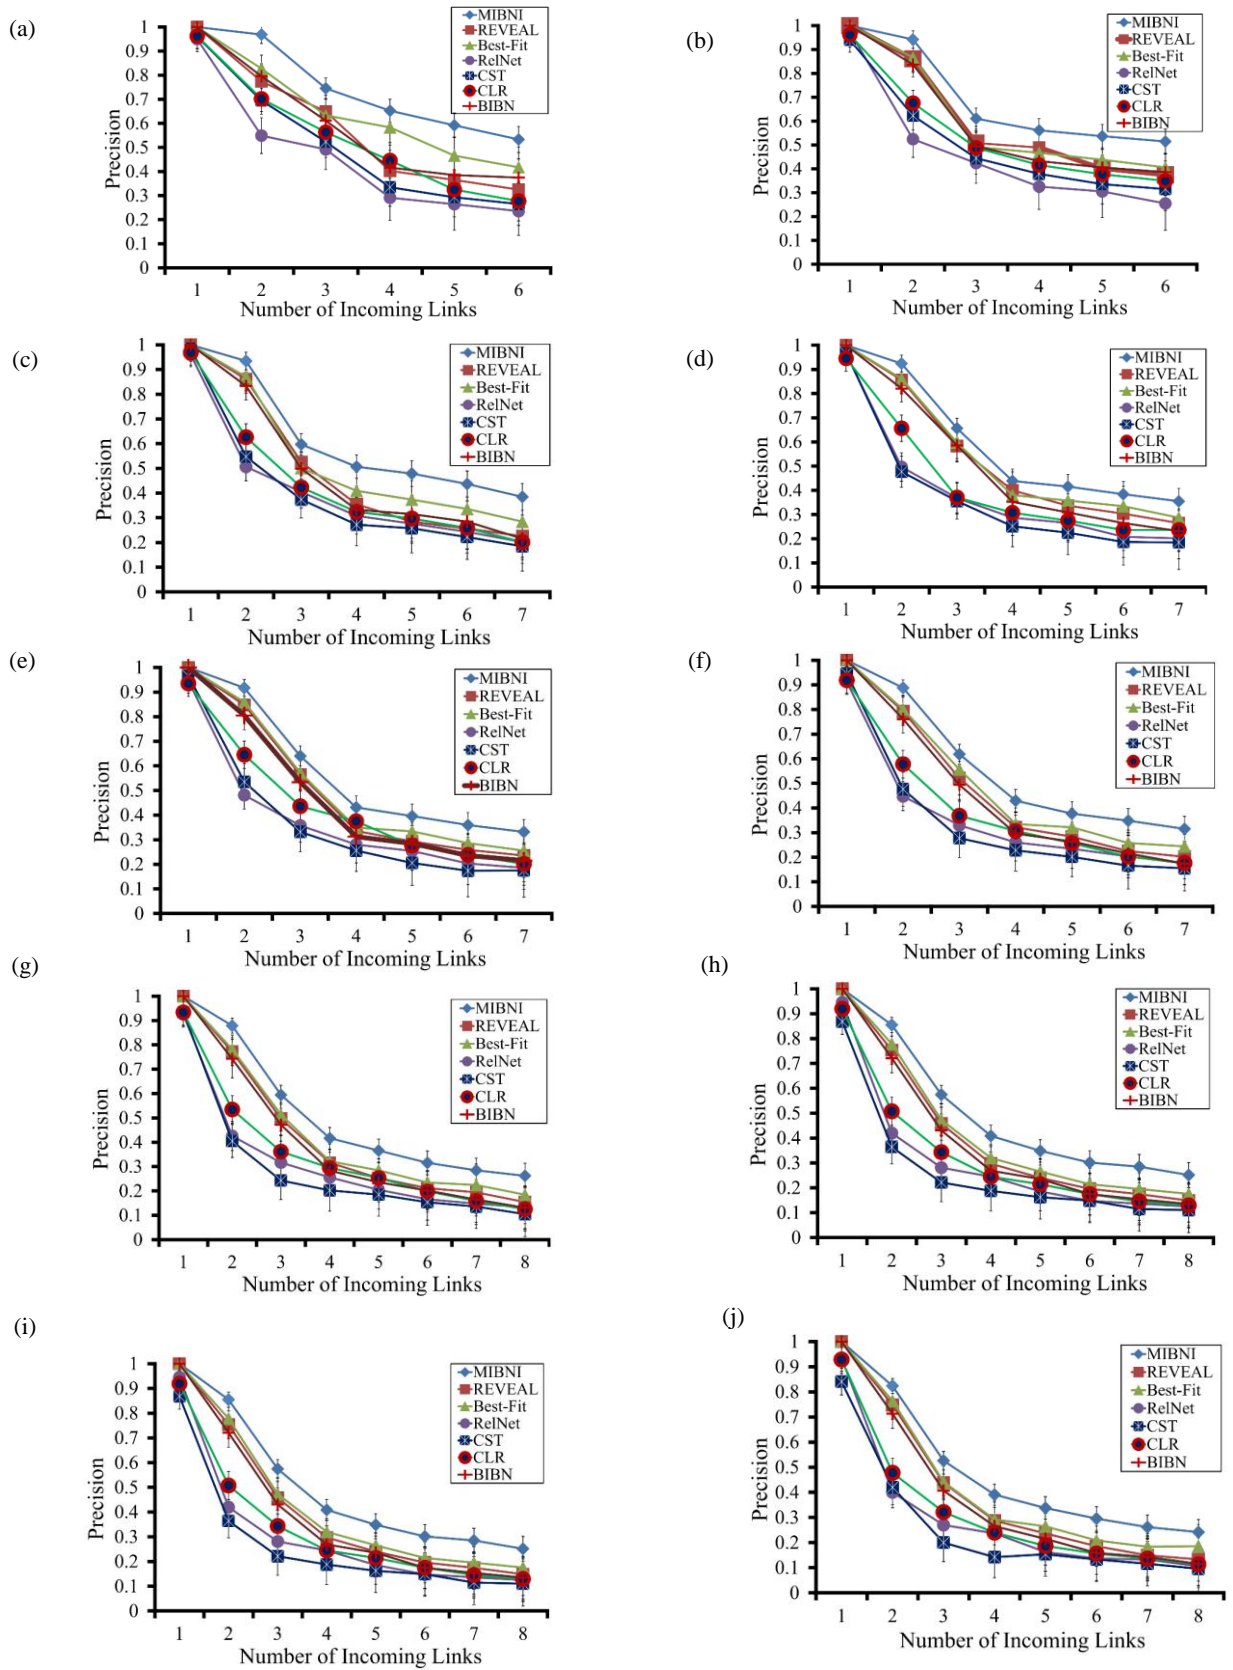 (a)
1
0.9
0.8
0.7
0.6
0.5
0.4
0.3
0.2
0.1
0
Precision
1 2 3 4 5 6
Number of Incoming Links
MIBNI
REVEAL
Best-Fit
RelNet
CST
CLR
BIBN
(b)
1
0.9
0.8
0.7
0.6
0.5
0.4
0.3
0.2
0.1
0
Precision
1 2 3 4 5 6
Number of Incoming Links
MIBNI
REVEAL
Best-Fit
RelNet
CST
CLR
BIBN
(c)
1
0.9
0.8
0.7
0.6
0.5
0.4
0.3
0.2
0.1
0
Precision
1 2 3 4 5 6 7
Number of Incoming Links
MIBNI
REVEAL
Best-Fit
RelNet
CST
CLR
BIBN
(d)
1
0.9
0.8
0.7
0.6
0.5
0.4
0.3
0.2
0.1
0
Precision
1 2 3 4 5 6 7
Number of Incoming Links
MIBNI
REVEAL
Best-Fit
RelNet
CST
CLR
BIBN
(e)
1
0.9
0.8
0.7
0.6
0.5
0.4
0.3
0.2
0.1
0
Precision
1 2 3 4 5 6 7
Number of Incoming Links
MIBNI
REVEAL
Best-Fit
RelNet
CST
CLR
BIBN
(f)
1
0.9
0.8
0.7
0.6
0.5
0.4
0.3
0.2
0.1
0
Precision
1 2 3 4 5 6 7
Number of Incoming Links
MIBNI
REVEAL
Best-Fit
RelNet
CST
CLR
BIBN
(g)
1
0.9
0.8
0.7
0.6
0.5
0.4
0.3
0.2
0.1
0
Precision
1 2 3 4 5 6 7 8
Number of Incoming Links
MIBNI
REVEAL
Best-Fit
RelNet
CST
CLR
BIBN
(h)
1
0.9
0.8
0.7
0.6
0.5
0.4
0.3
0.2
0.1
0
Precision
1 2 3 4 5 6 7 8
Number of Incoming Links
MIBNI
REVEAL
Best-Fit
RelNet
CST
CLR
BIBN
(i)
1
0.9
0.8
0.7
0.6
0.5
0.4
0.3
0.2
0.1
0
Precision
1 2 3 4 5 6 7 8
Number of Incoming Links
MIBNI
REVEAL
Best-Fit
RelNet
CST
CLR
BIBN
(j)
1
0.9
0.8
0.7
0.6
0.5
0.4
0.3
0.2
0.1
0
Precision
1 2 3 4 5 6 7 8
Number of Incoming Links
MIBNI
REVEAL
Best-Fit
RelNet
CST
CLR
BIBN